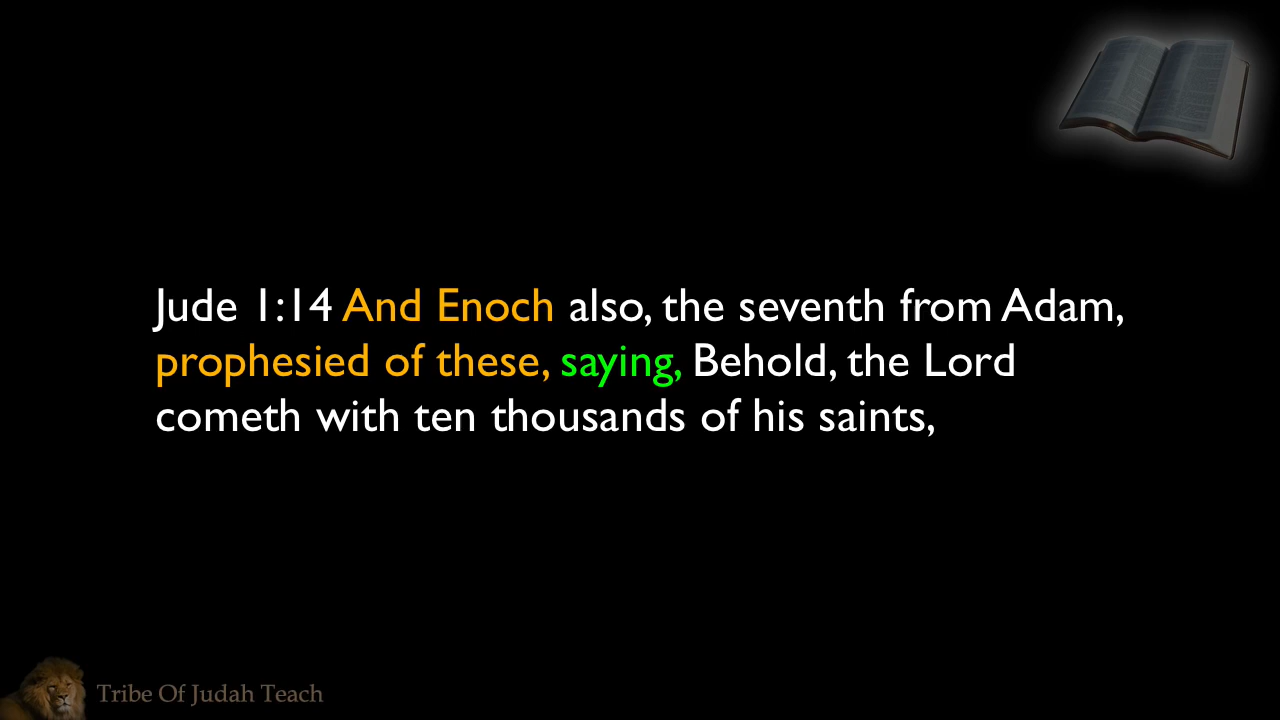 Jude 1:14 And Enoch also, the seventh from Adam,
prophesied of these, saying, Behold, the Lord
cometh with ten thousands of his saints,
Tribe Of Judah Teach